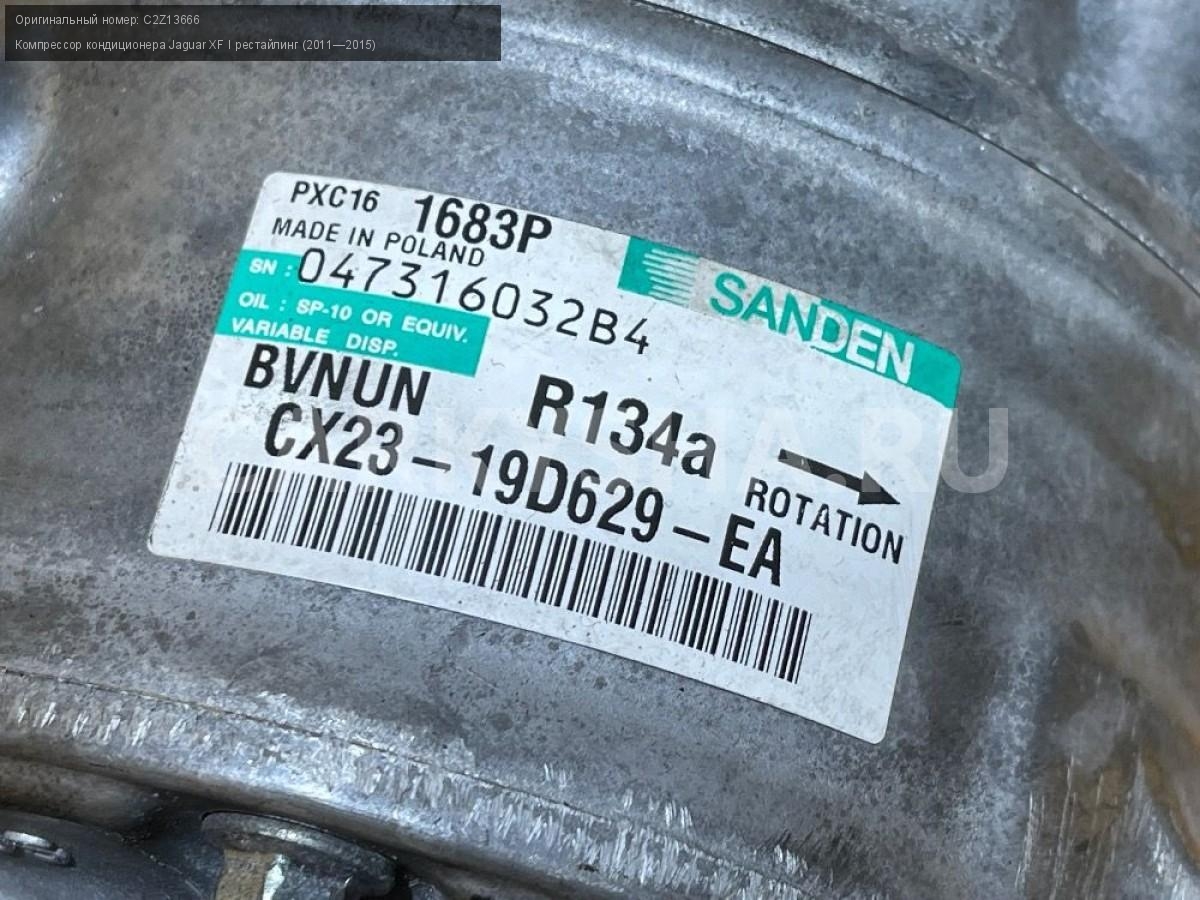 Оригинальный номер: C2Z13666
Компрессор кондиционера Jaguar XF I рестайлинг (2011—2015)
PXC16 1683P
MADE IN POLAND
SN : 047316032B4
SANDEN
OIL : SP-10 OR EQUIV.
VARIABLE DISP.
BVNUN R134a
ROTATION
CX23-19D629-EA